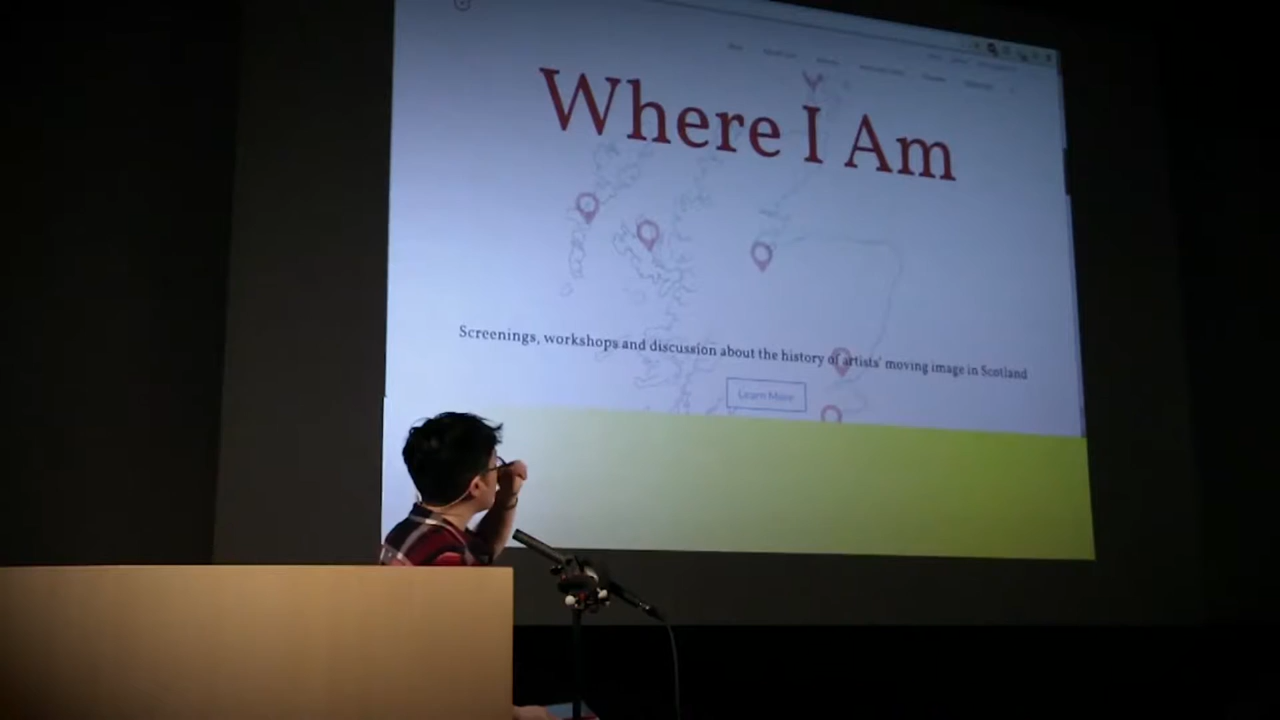 Where I Am
Screenings, workshops and discussion about the history of artists' moving image in Scotland
Learn More